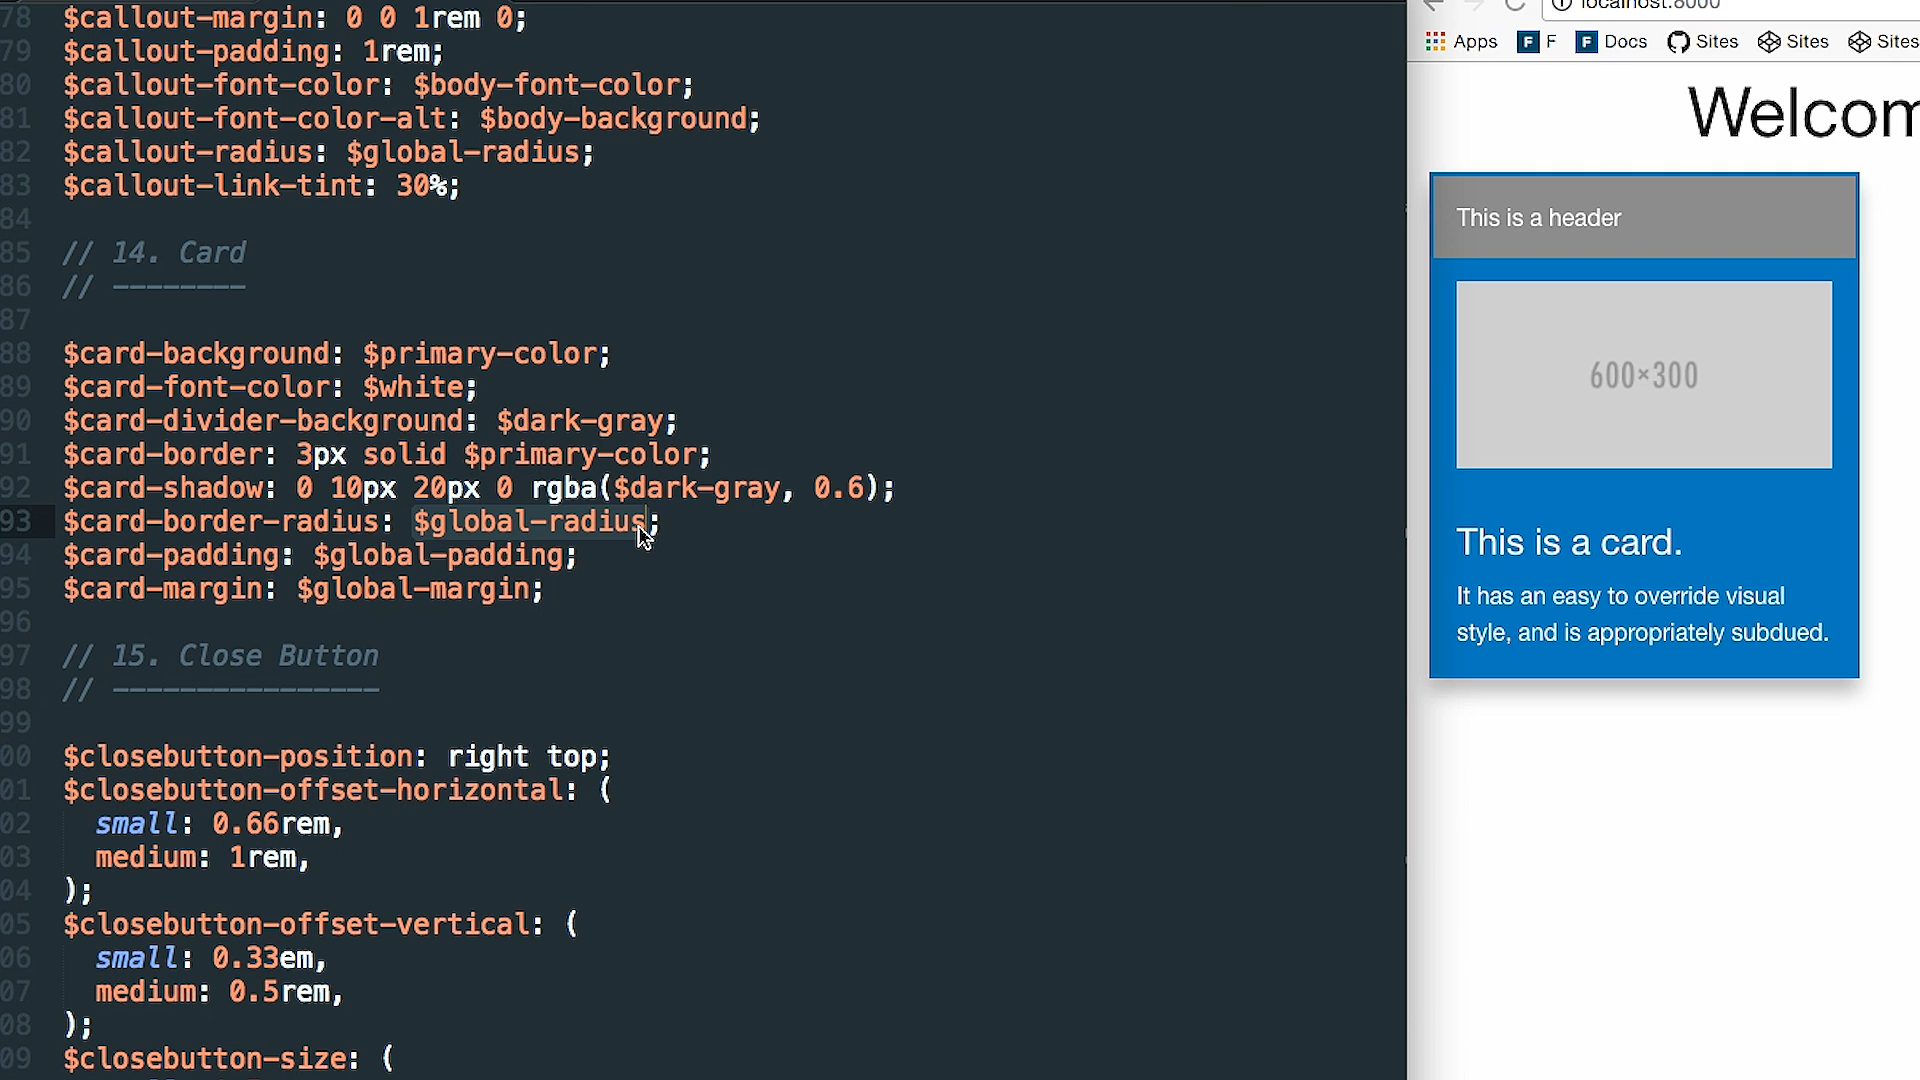 78 $callout-margin: 0 0 1rem 0;
79 $callout-padding: 1rem;
80 $callout-font-color: $body-font-color;
81 $callout-font-color-alt: $body-background;
82 $callout-radius: $global-radius;
83 $callout-link-tint: 30%;
84
85 // 14. Card
86 // --------
87
88 $card-background: $primary-color;
89 $card-font-color: $white;
90 $card-divider-background: $dark-gray;
91 $card-border: 3px solid $primary-color;
92 $card-shadow: 0 10px 20px 0 rgba($dark-gray, 0.6);
93 $card-border-radius: $global-radius;
94 $card-padding: $global-padding;
95 $card-margin: $global-margin;
96
97 // 15. Close Button
98 // ----------------
99
00 $closebutton-position: right top;
01 $closebutton-offset-horizontal: (
02 small: 0.66rem,
03 medium: 1rem,
04 );
05 $closebutton-offset-vertical: (
06 small: 0.33em,
07 medium: 0.5rem,
08 );
09 $closebutton-size: (
localhost:8000
Apps F F F Docs Sites Sites Sites
Welcom
This is a header
600×300
This is a card.
It has an easy to override visual
style, and is appropriately subdued.